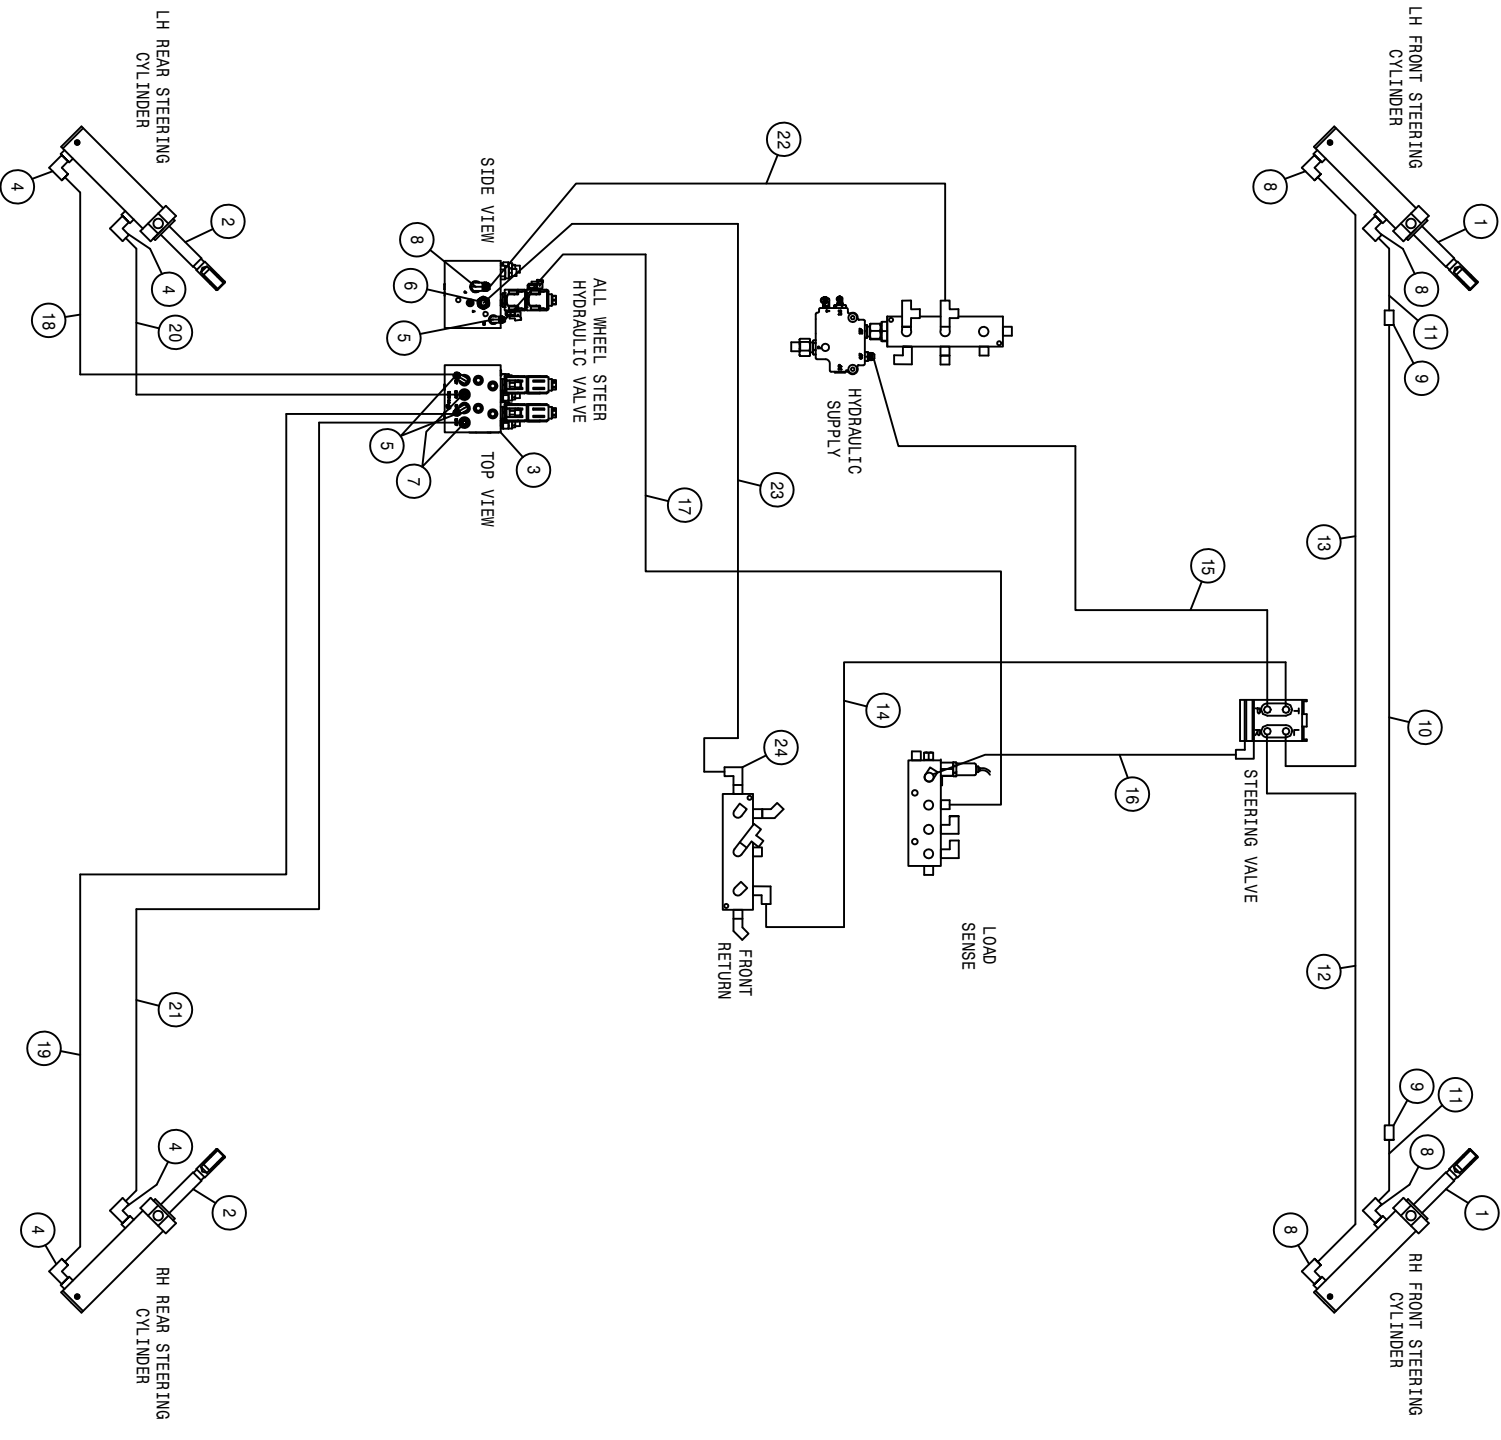 LH FRONT STEERING
CYLINDER
1
8
8
11
9
10
9
11
8
8
1
RH FRONT STEERING
CYLINDER
13
12
15
T
L
STEERING VALVE
16
14
LOAD
SENSE
HYDRAULIC
SUPPLY
22
23
24
FRONT
RETURN
17
ALL WHEEL STEER
HYDRAULIC VALVE
SIDE VIEW
8
6
5
TOP VIEW
3
7
5
LH REAR STEERING
CYLINDER
2
4
4
20
18
21
19
4
4
2
RH REAR STEERING
CYLINDER